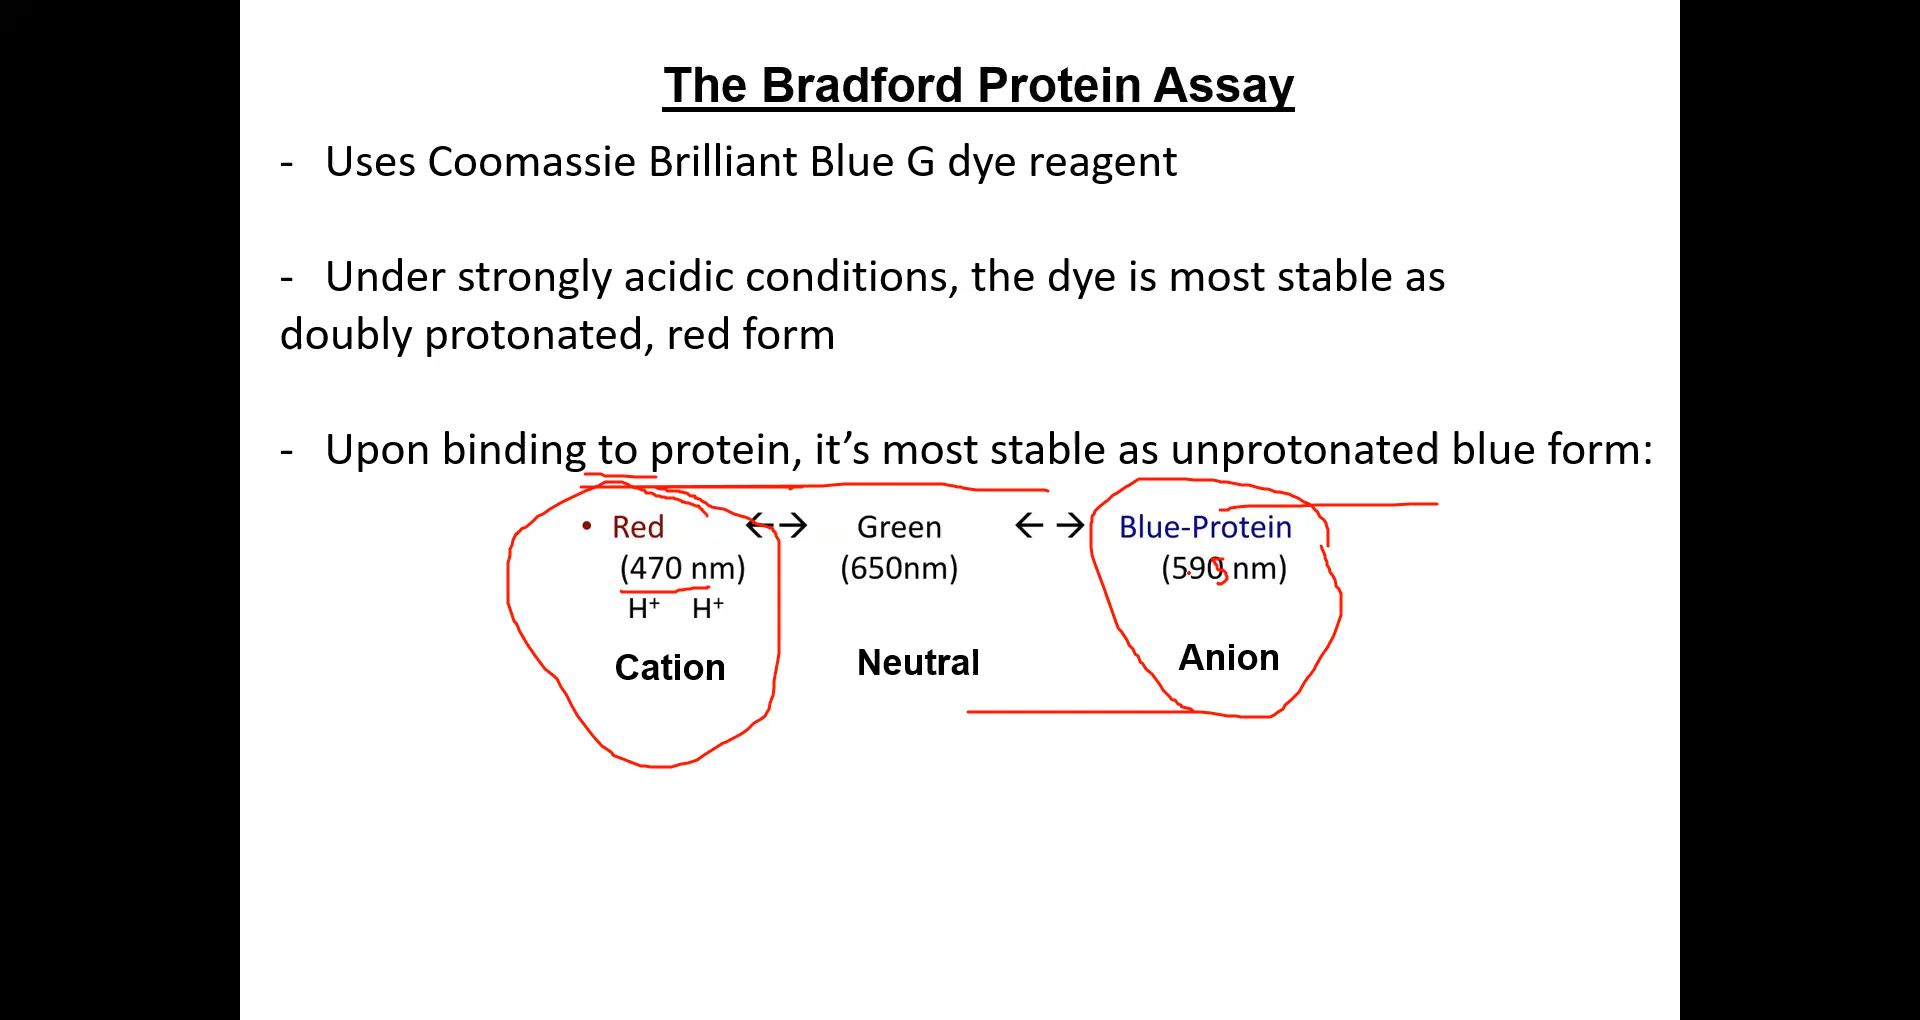 The Bradford Protein Assay
- Uses Coomassie Brilliant Blue G dye reagent
- Under strongly acidic conditions, the dye is most stable as
doubly protonated, red form
- Upon binding to protein, it’s most stable as unprotonated blue form:
• Red ←→ Green ← → Blue-Protein
(470 nm) (650nm) (590 nm)
H⁺ H⁺
Cation Neutral Anion